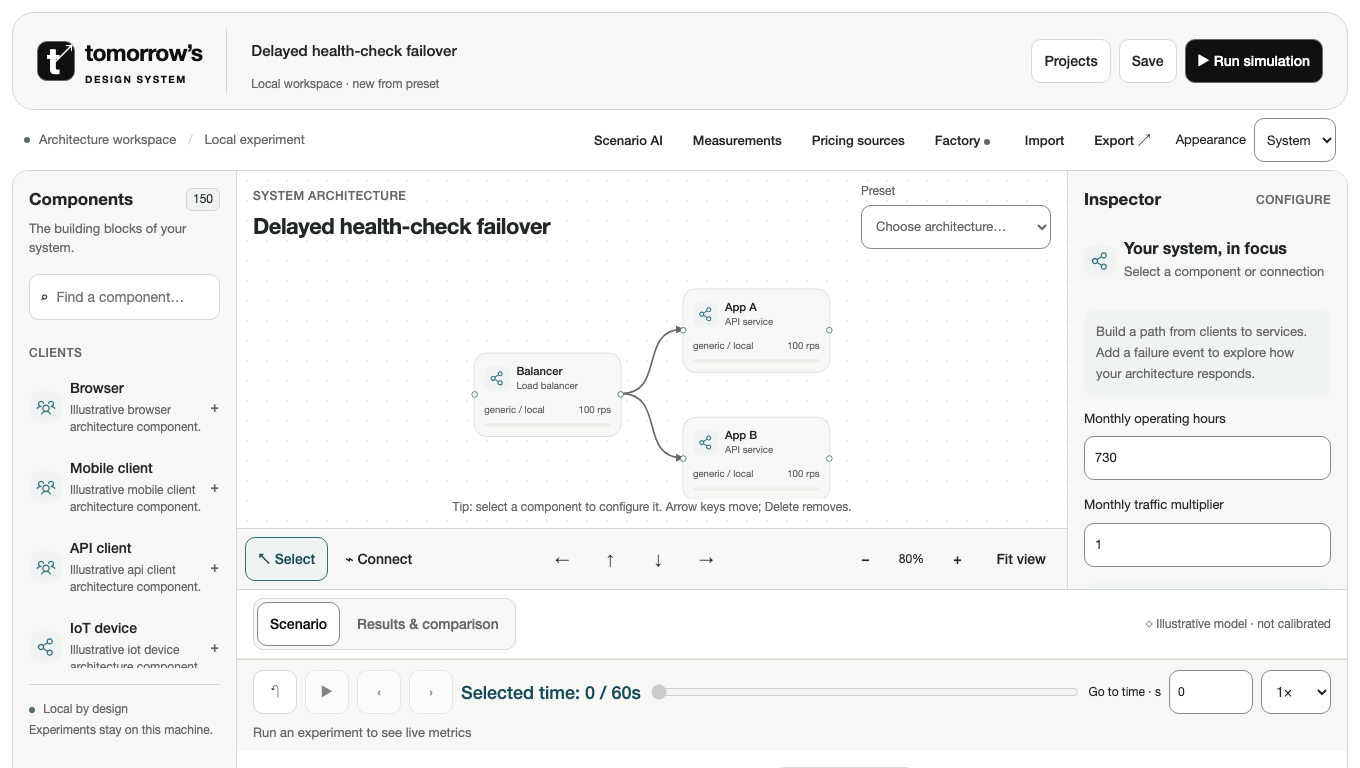 tomorrow's
DESIGN SYSTEM
Delayed health-check failover
Local workspace · new from preset
Projects
Save
▶ Run simulation
Architecture workspace / Local experiment
Scenario AI
Measurements
Pricing sources
Factory
Import
Export ↗
Appearance
System
Components
150
The building blocks of your
system.
Find a component…
CLIENTS
Browser
Illustrative browser
architecture component.
+
Mobile client
Illustrative mobile client
architecture component.
+
API client
Illustrative api client
architecture component.
+
IoT device
Illustrative iot device
architecture component.
+
Local by design
Experiments stay on this machine.
SYSTEM ARCHITECTURE
Delayed health-check failover
Preset
Choose architecture…
App A
API service
generic / local 100 rps
Balancer
Load balancer
generic / local 100 rps
App B
API service
generic / local 100 rps
Tip: select a component to configure it. Arrow keys move; Delete removes.
Select
Connect
← ↑ ↓ →
− 80% +
Fit view
Inspector
CONFIGURE
Your system, in focus
Select a component or connection
Build a path from clients to services.
Add a failure event to explore how
your architecture responds.
Monthly operating hours
730
Monthly traffic multiplier
1
Scenario
Results & comparison
◇ Illustrative model · not calibrated
Selected time: 0 / 60s
Go to time · s
0
1×
Run an experiment to see live metrics